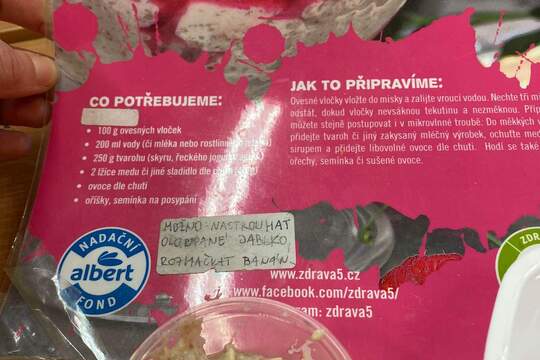 CO POTŘEBUJEME:
• 100 g ovesných vloček
• 200 ml vody (či mléka nebo rostlinného
• 250 g tvarohu (skyru, řeckého jogurtu
• 2 lžíce medu či jiné sladidlo dle
• ovoce dle chuti
• oříšky, semínka na posypání
JAK TO PŘIPRAVÍME:
Ovesné vločky vložte do misky a zalijte vroucí vodou. Nechte tři
odstát, dokud vločky nevsáknou tekutinu a nezměknou.
můžete stejně postupovat i v mikrovlnné troubě. Do měkkých
přidejte tvaroh či jiný zakysaný mléčný výrobek, ochuťte
sirupem a přidejte libovolné ovoce dle chuti. Hodí se také
ořechy, semínka či sušené ovoce.
MOŽNO NASTROUHAT
OLOUPANÉ JABLKO,
ROZMAČKAT BANÁN.
NADAČNÍ
albert
FOND
www.zdrava5.cz
www.facebook.com/zdrava5/
ram: zdrava5
ZDR